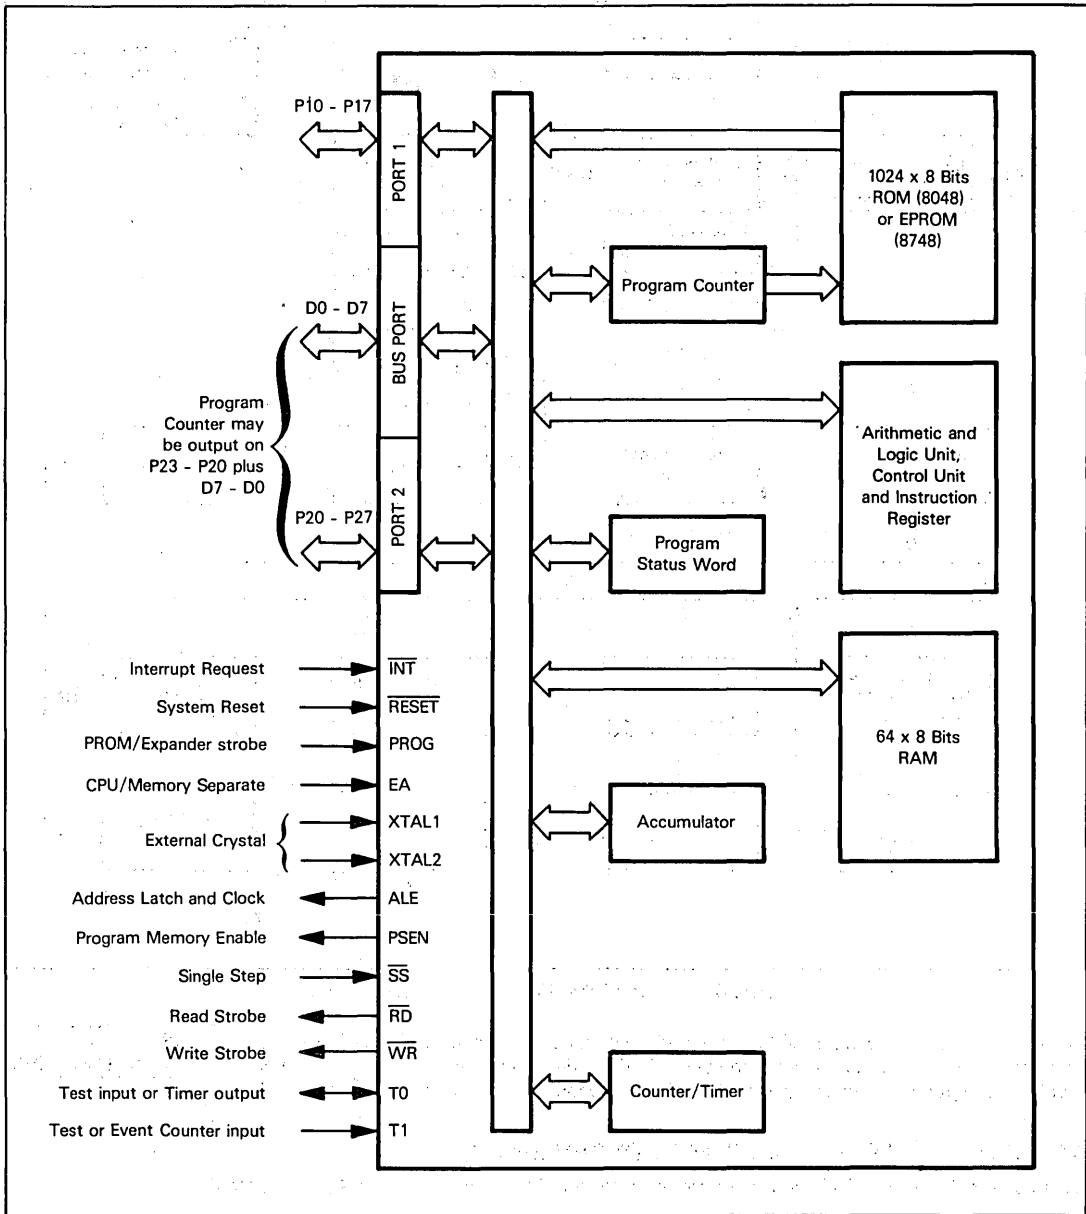 P10 - P17
PORT 1
1024 x 8 Bits
ROM (8048)
or EPROM
(8748)
Program Counter
D0 - D7
BUS PORT
Program
Counter may
be output on
P23 - P20 plus
D7 - D0
Arithmetic and
Logic Unit,
Control Unit
and Instruction
Register
P20 - P27
PORT 2
Program
Status Word
Interrupt Request
I̅N̅T̅
System Reset
R̅E̅S̅E̅T̅
PROM/Expander strobe
PROG
CPU/Memory Separate
EA
64 x 8 Bits
RAM
External Crystal
XTAL1
XTAL2
Accumulator
Address Latch and Clock
ALE
Program Memory Enable
PSEN
Single Step
S̅S̅
Read Strobe
R̅D̅
Write Strobe
W̅R̅
Test input or Timer output
T0
Counter/Timer
Test or Event Counter input
T1